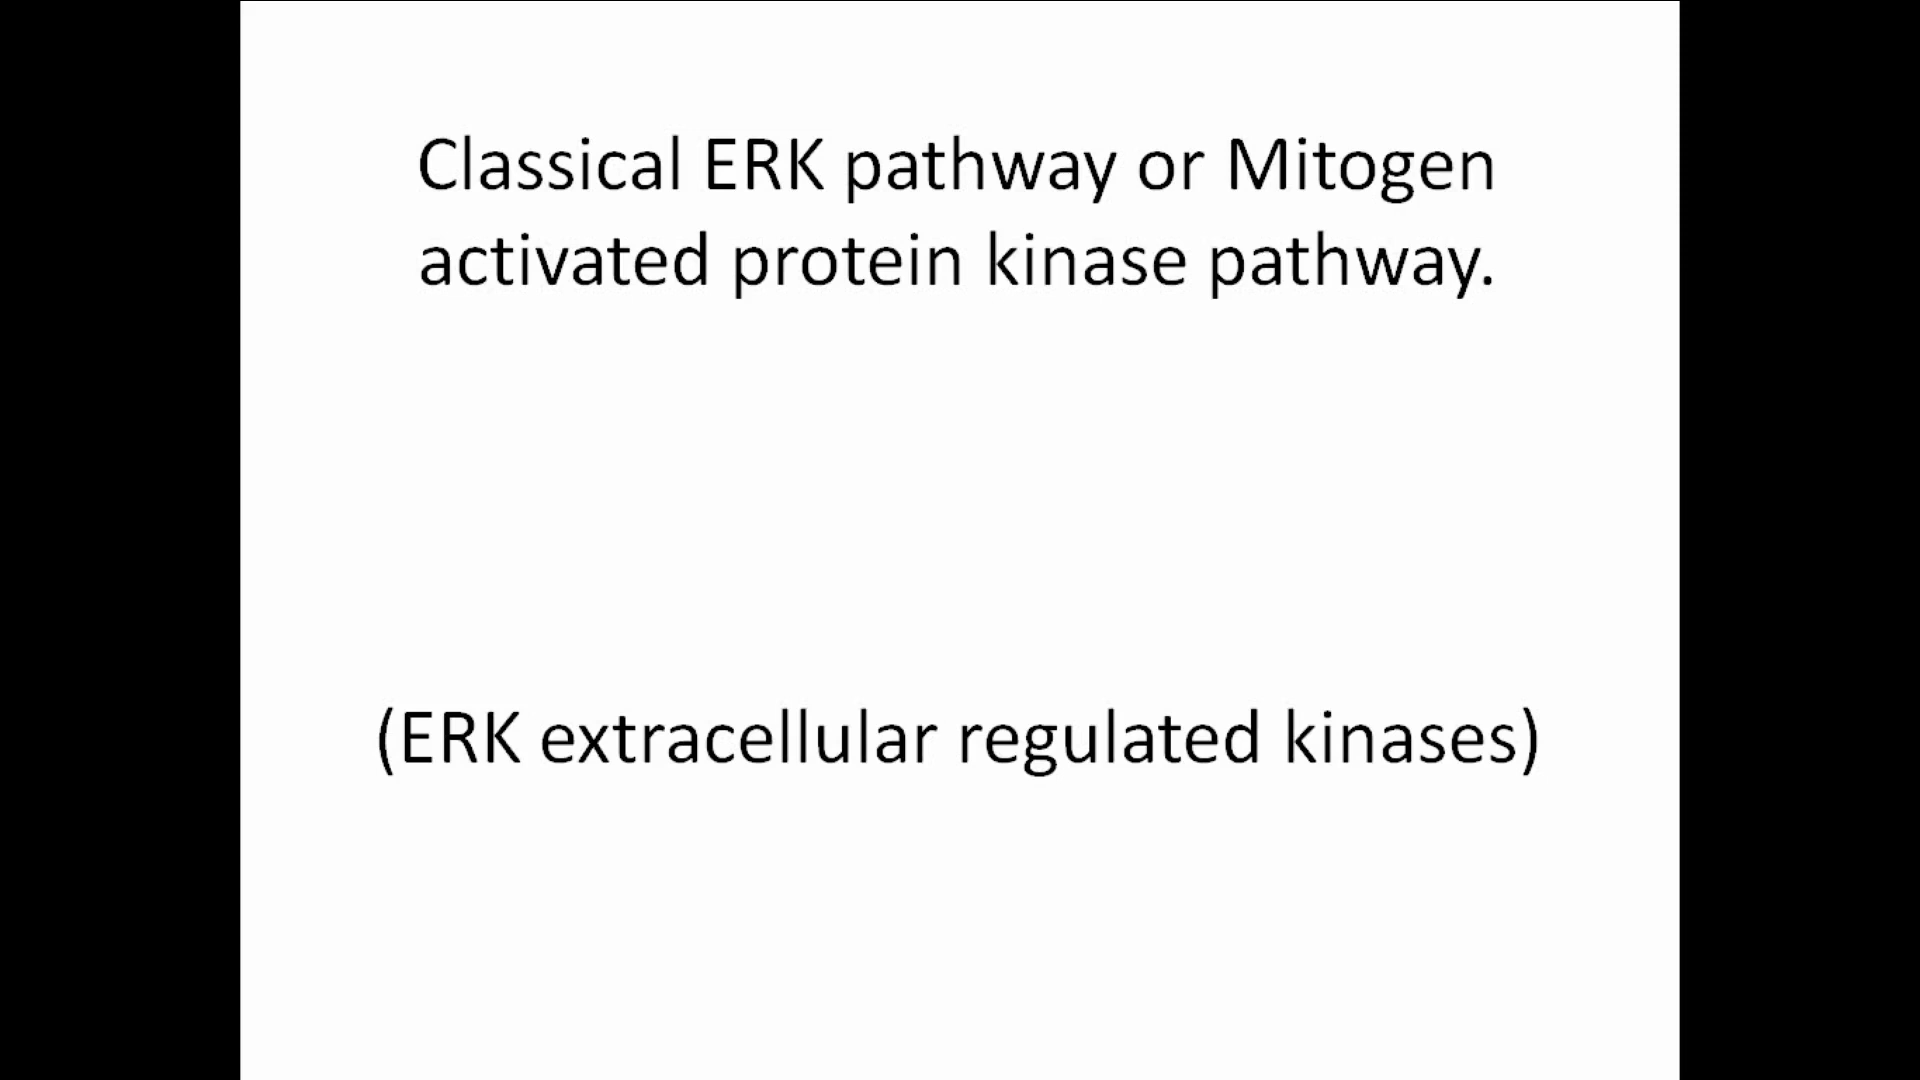 Classical ERK pathway or Mitogen
activated protein kinase pathway.
(ERK extracellular regulated kinases)